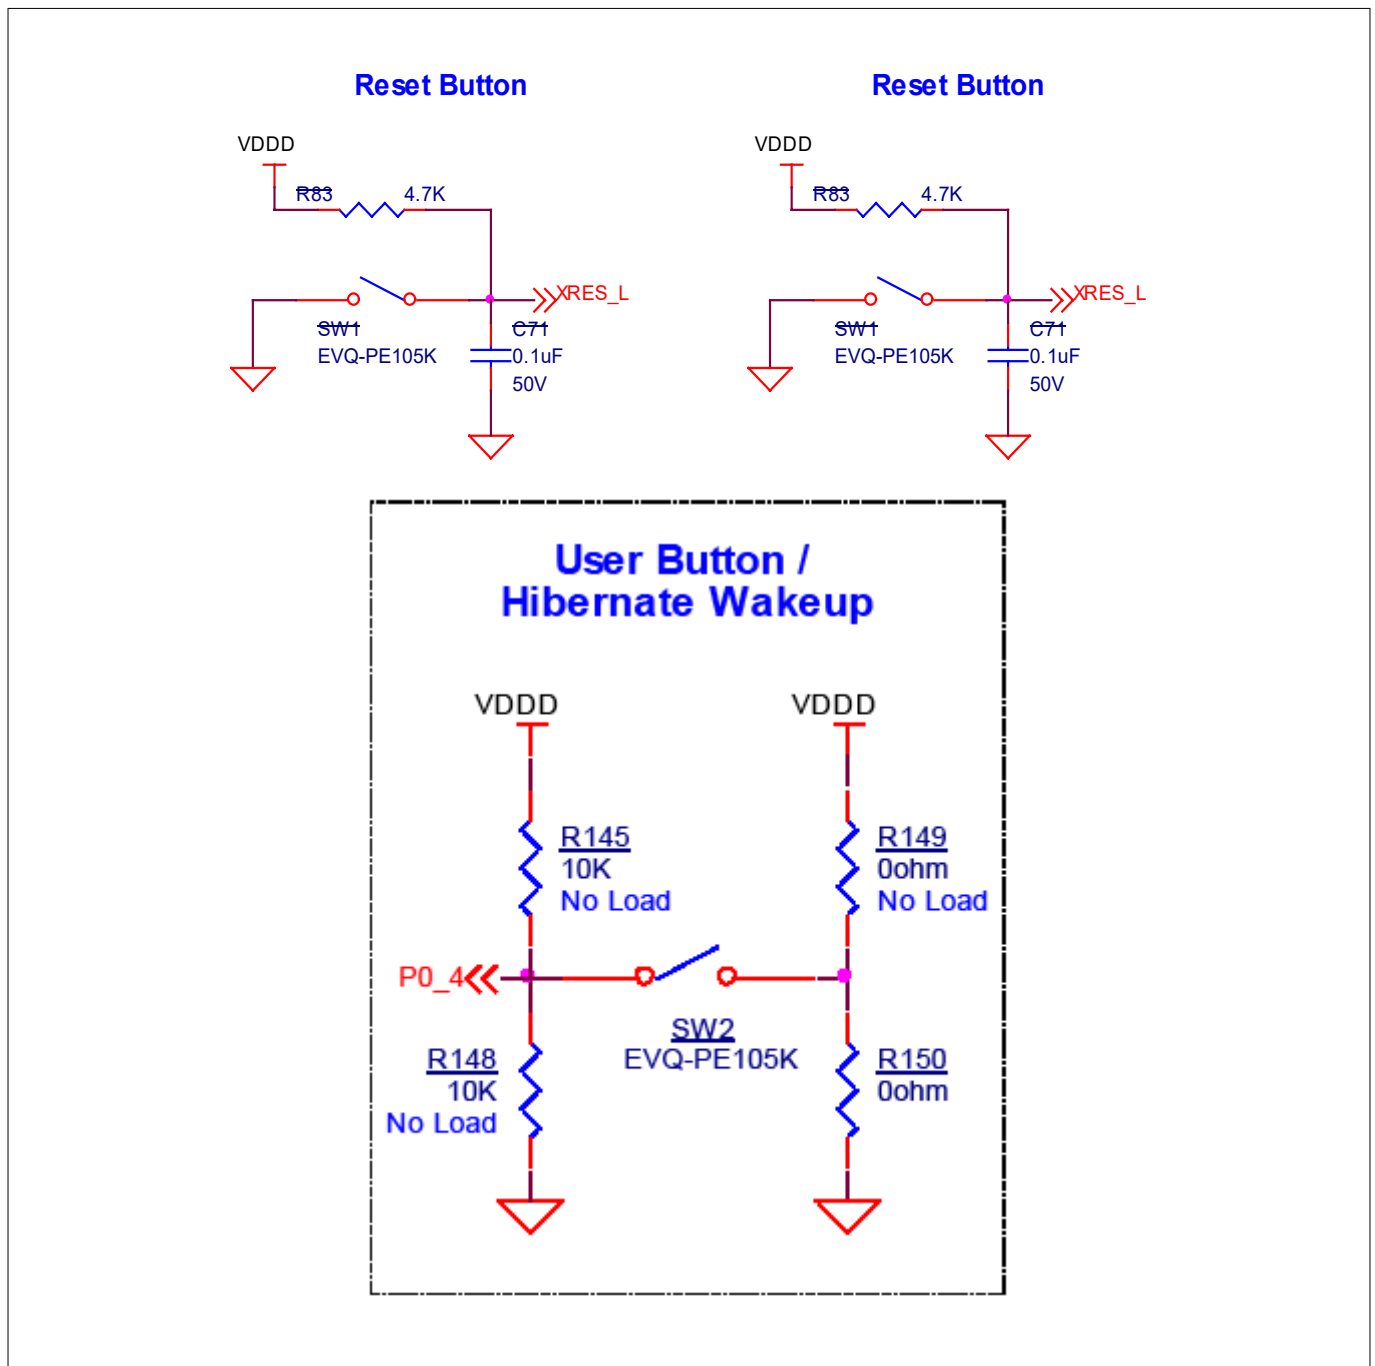 Reset Button
Reset Button
VDDD
VDDD
R83 4.7K
R83 4.7K
XRES_L
XRES_L
SW1
C71
SW1
C71
EVQ-PE105K
0.1uF
EVQ-PE105K
0.1uF
50V
50V
User Button /
Hibernate Wakeup
VDDD
VDDD
R145
10K
No Load
R149
0ohm
No Load
P0_4
SW2
EVQ-PE105K
R148
10K
No Load
R150
0ohm